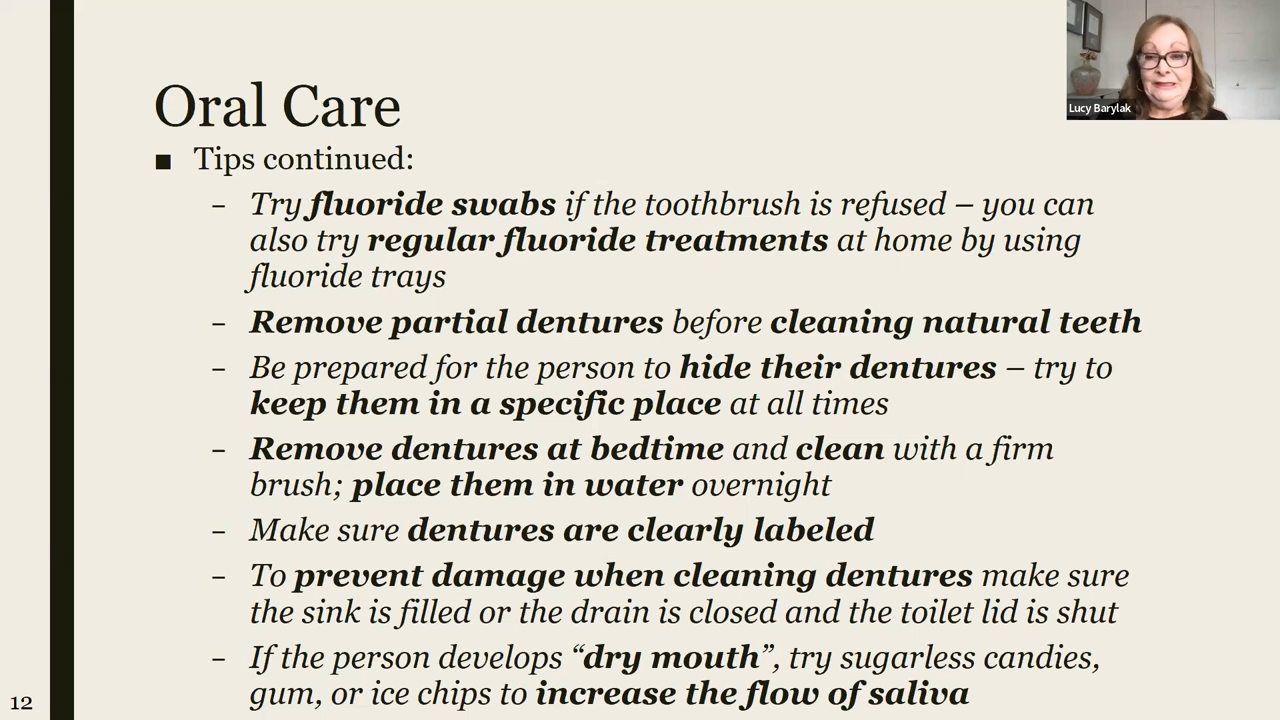 Lucy Barylak
Oral Care
■ Tips continued:
– Try fluoride swabs if the toothbrush is refused – you can
also try regular fluoride treatments at home by using
fluoride trays
– Remove partial dentures before cleaning natural teeth
– Be prepared for the person to hide their dentures – try to
keep them in a specific place at all times
– Remove dentures at bedtime and clean with a firm
brush; place them in water overnight
– Make sure dentures are clearly labeled
– To prevent damage when cleaning dentures make sure
the sink is filled or the drain is closed and the toilet lid is shut
– If the person develops “dry mouth”, try sugarless candies,
gum, or ice chips to increase the flow of saliva
12